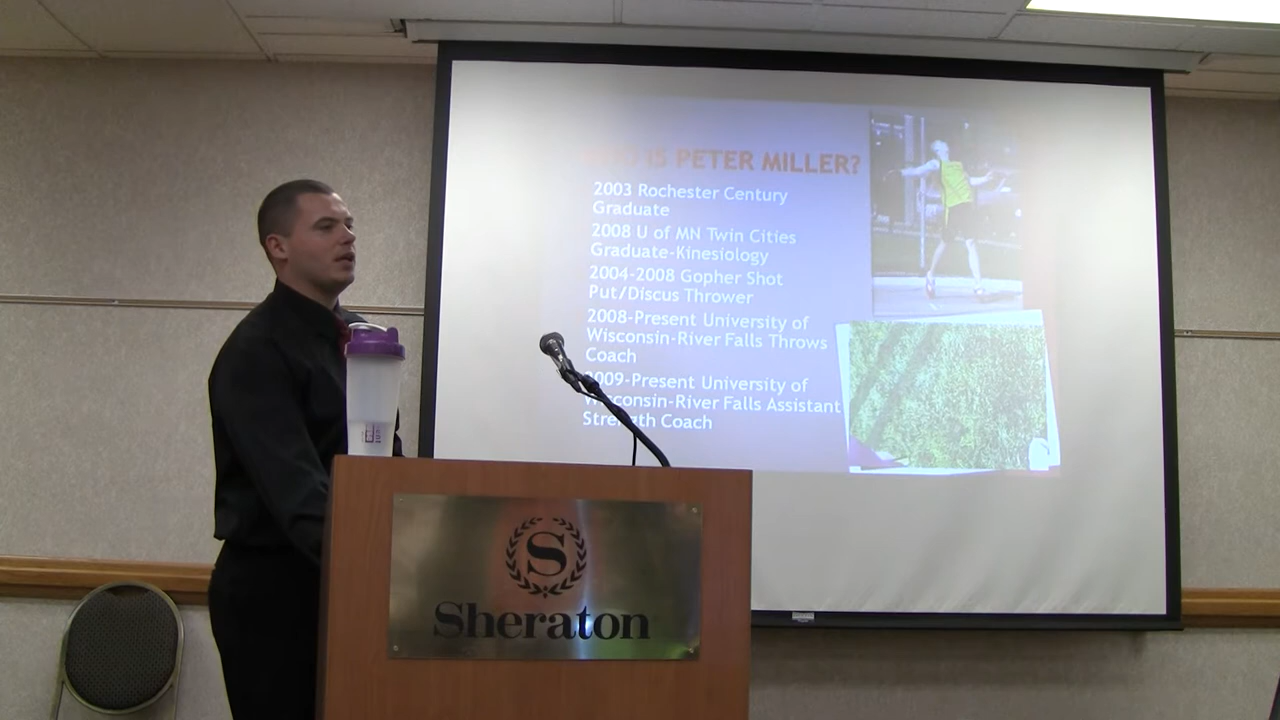 WHO IS PETER MILLER?
2003 Rochester Century
Graduate
2008 U of MN Twin Cities
Graduate-Kinesiology
2004-2008 Gopher Shot
Put/Discus Thrower
2008-Present University of
Wisconsin-River Falls Throws
Coach
2009-Present University of
Wisconsin-River Falls Assistant
Strength Coach
S
Sheraton